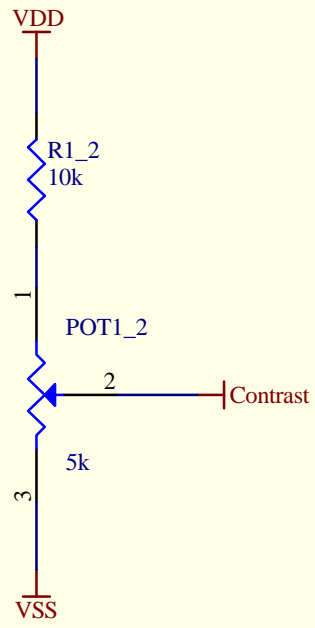 VDD
R1_2
10k
1
POT1_2
2
Contrast
5k
3
VSS